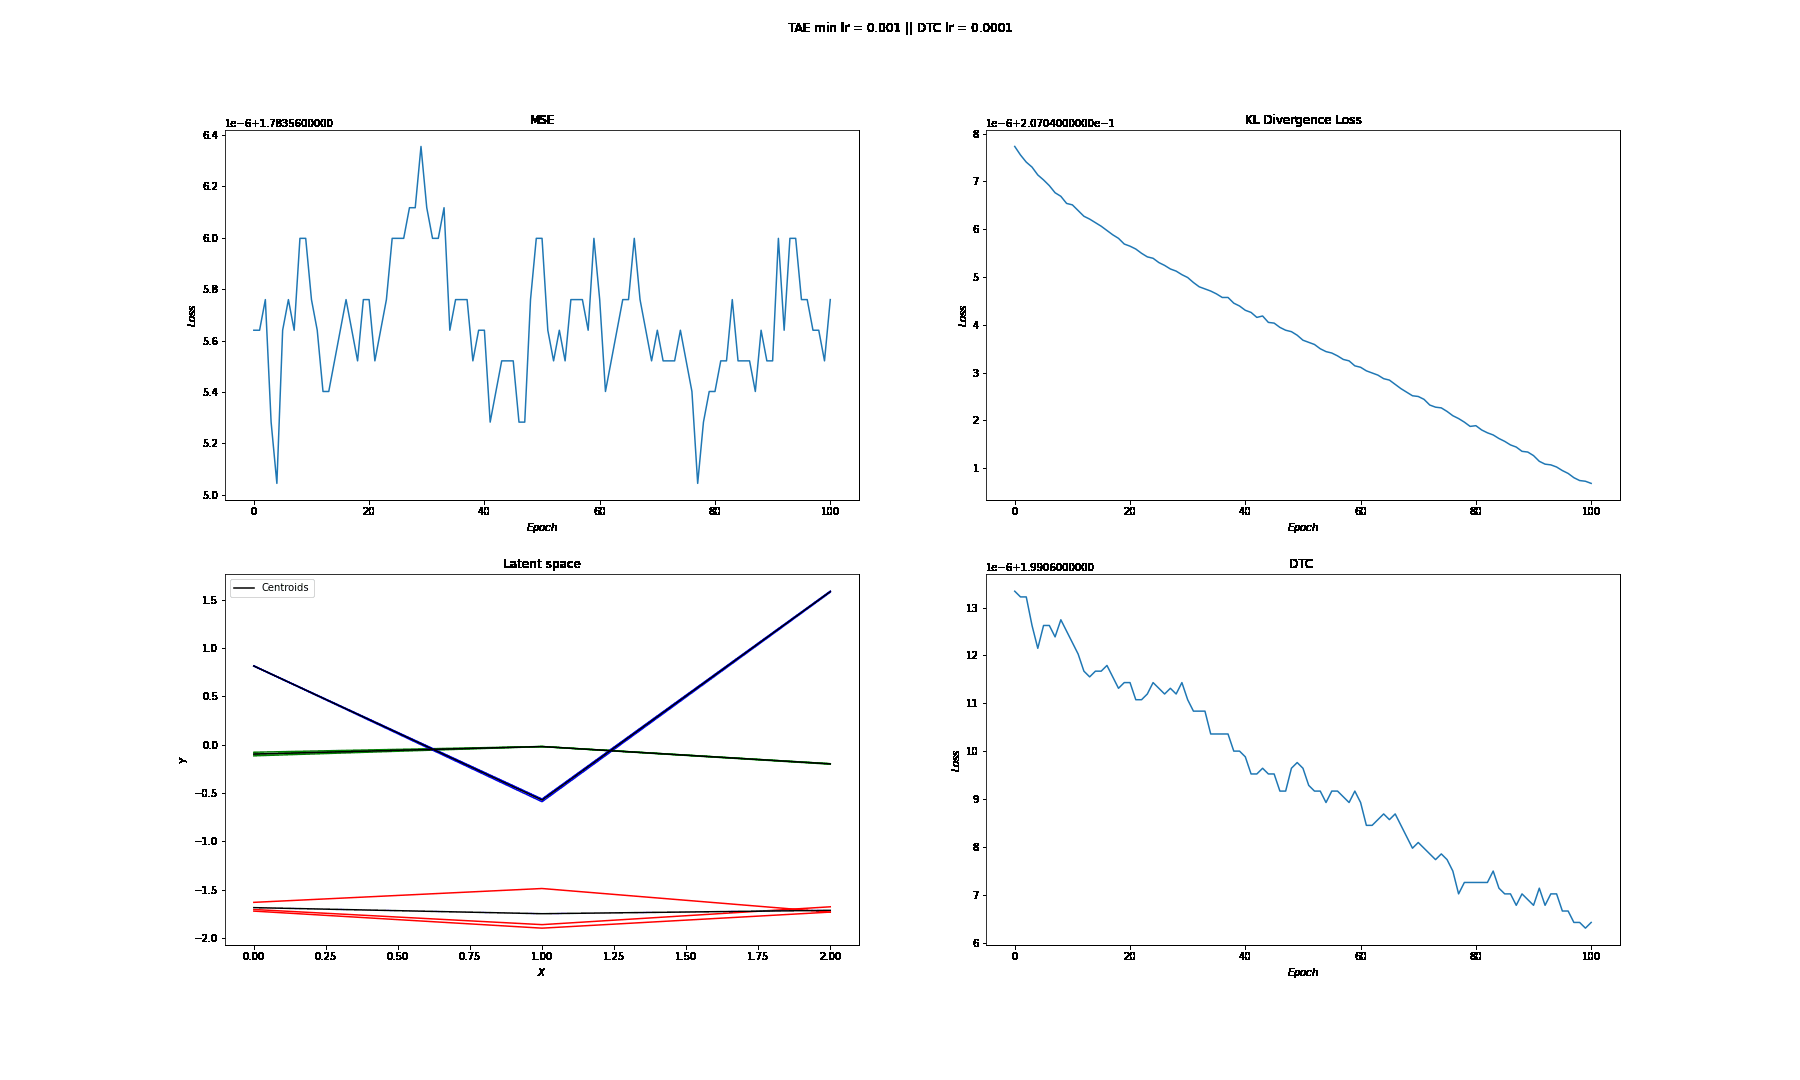 TAE min lr = 0.001 || DTC lr = 0.0001
MSE
1e−6+1.7835600000
6.4
6.2
6.0
5.8
5.6
5.4
5.2
5.0
Loss
0 20 40 60 80 100
Epoch
KL Divergence Loss
1e−6+2.0704000000e−1
8
7
6
5
4
3
2
1
Loss
0 20 40 60 80 100
Epoch
Latent space
Centroids
1.5
1.0
0.5
0.0
−0.5
−1.0
−1.5
−2.0
Y
0.00 0.25 0.50 0.75 1.00 1.25 1.50 1.75 2.00
X
DTC
1e−6+1.9906000000
13
12
11
10
9
8
7
6
Loss
0 20 40 60 80 100
Epoch